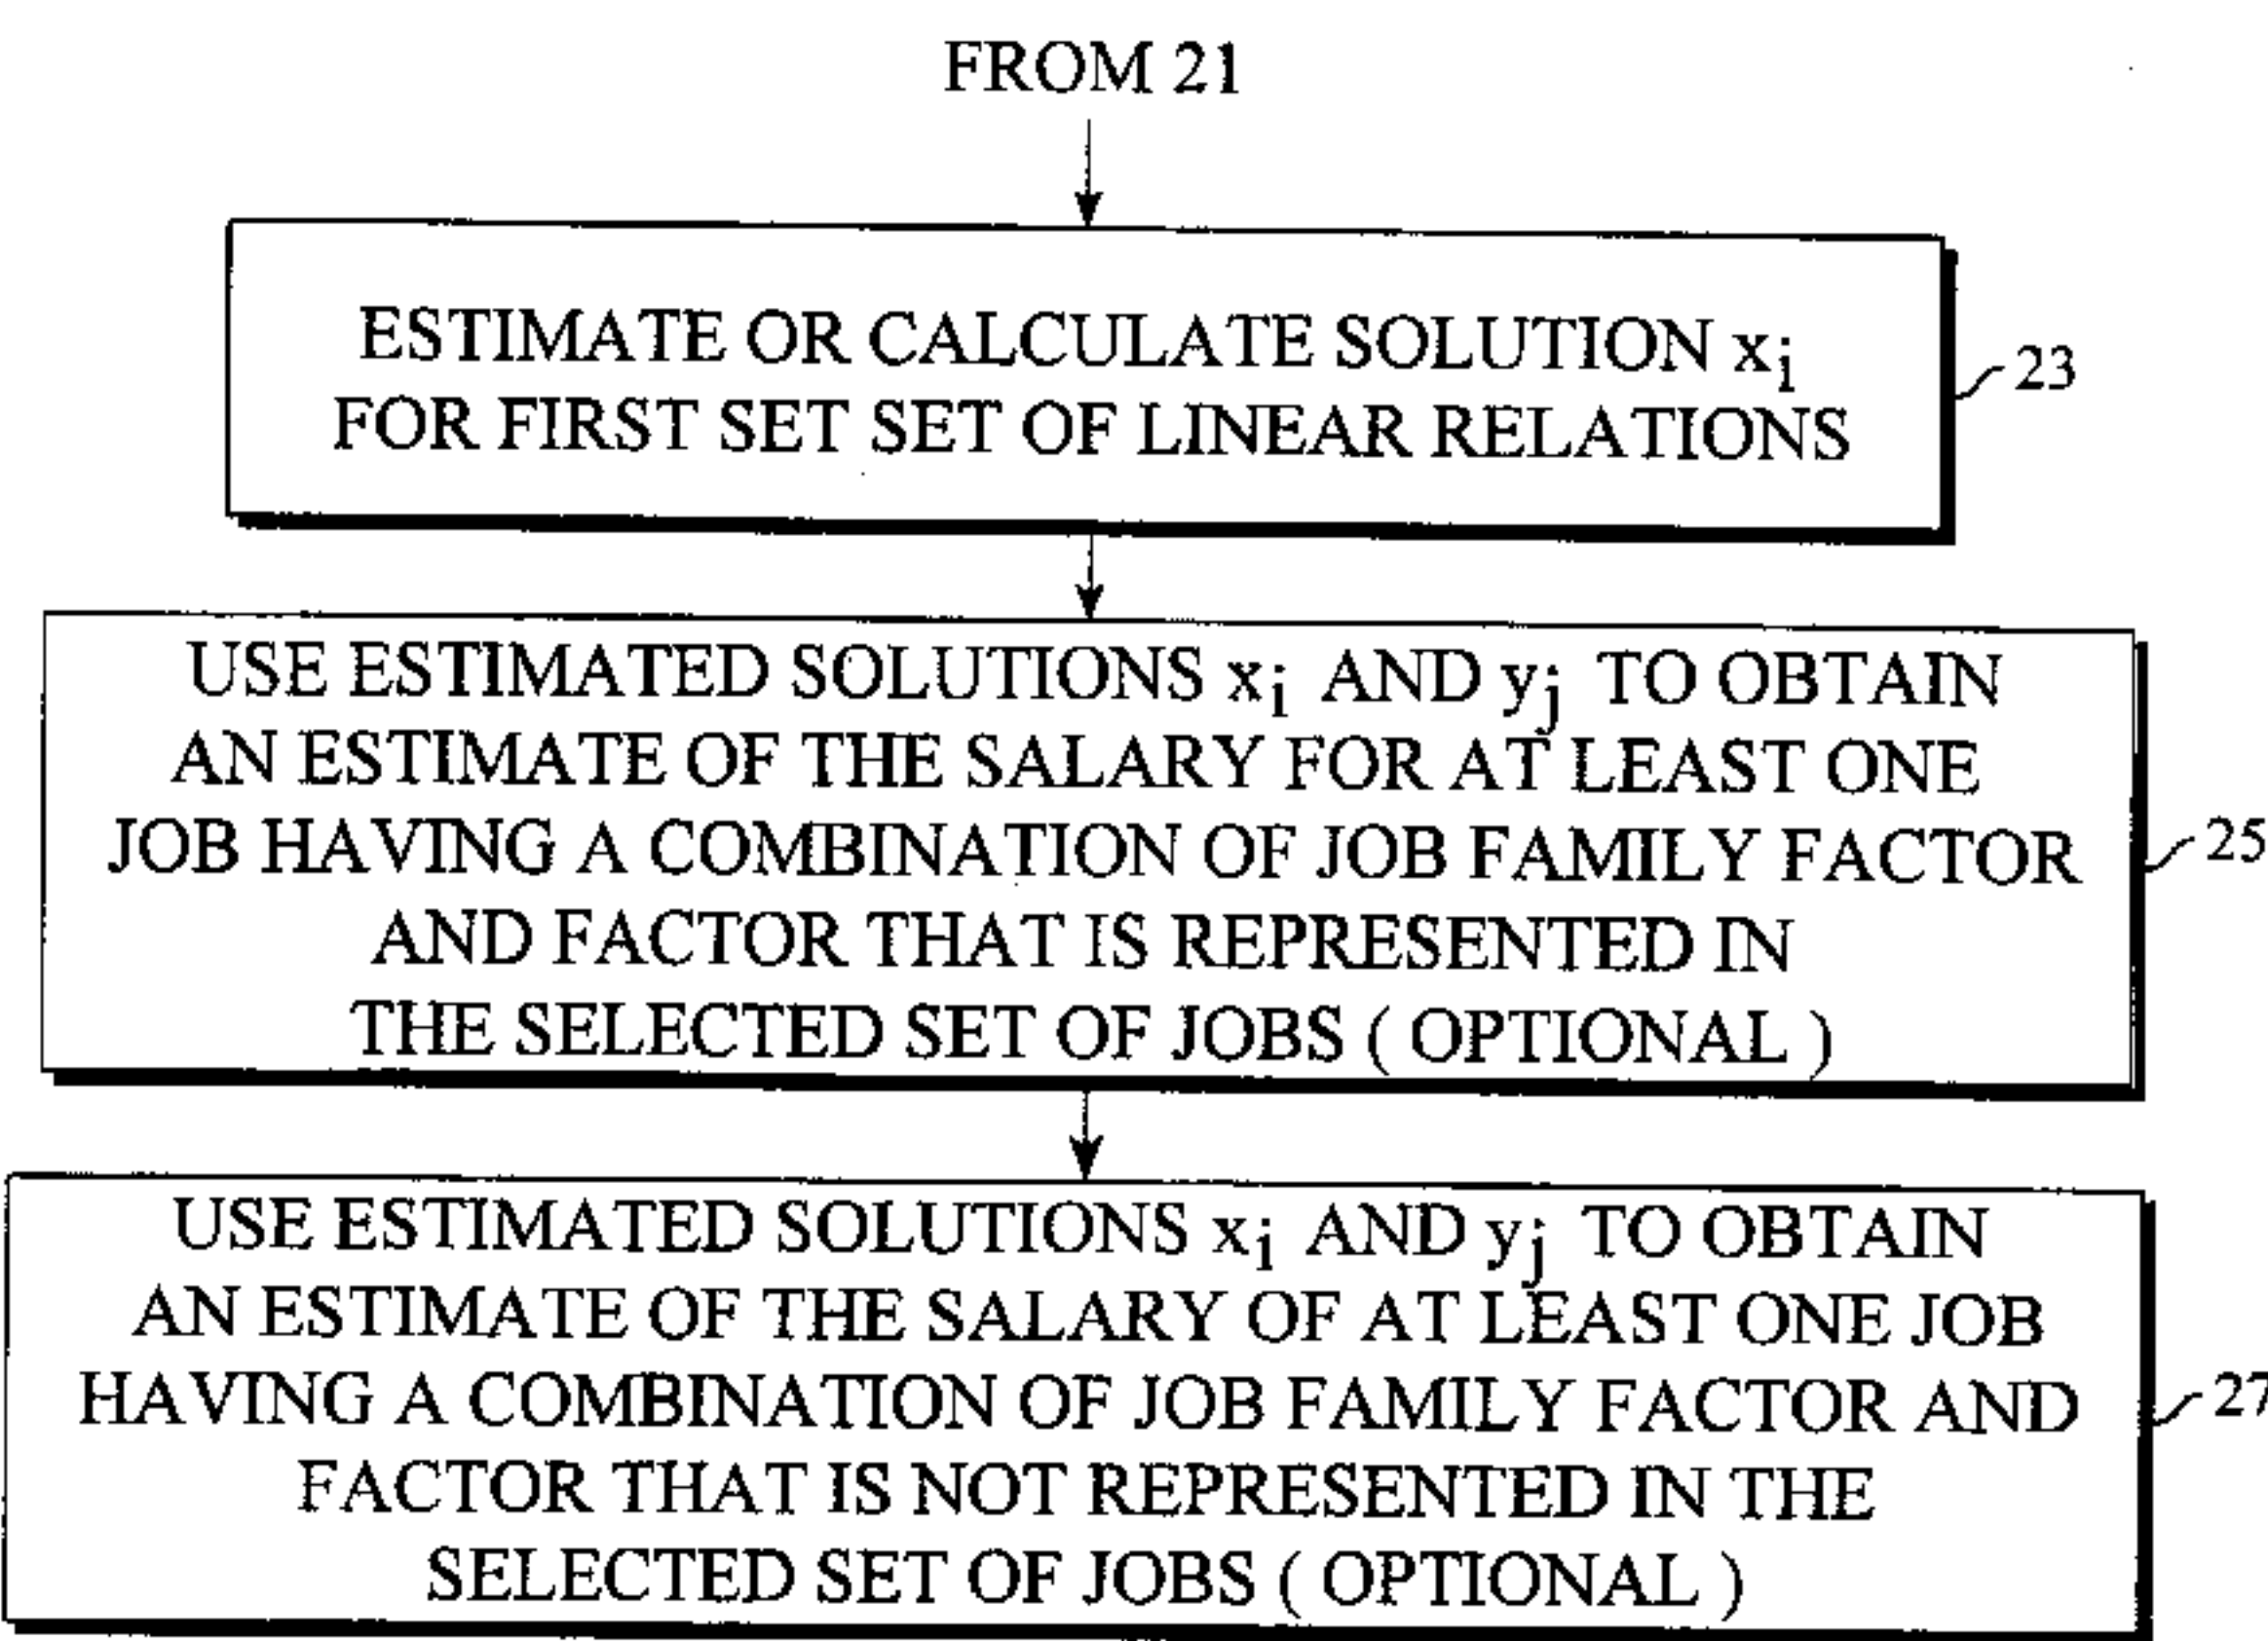 FROM 21
ESTIMATE OR CALCULATE SOLUTION xi
FOR FIRST SET SET OF LINEAR RELATIONS
23
USE ESTIMATED SOLUTIONS xi AND yj TO OBTAIN
AN ESTIMATE OF THE SALARY FOR AT LEAST ONE
JOB HAVING A COMBINATION OF JOB FAMILY FACTOR
AND FACTOR THAT IS REPRESENTED IN
THE SELECTED SET OF JOBS ( OPTIONAL )
25
USE ESTIMATED SOLUTIONS xi AND yj TO OBTAIN
AN ESTIMATE OF THE SALARY OF AT LEAST ONE JOB
HAVING A COMBINATION OF JOB FAMILY FACTOR AND
FACTOR THAT IS NOT REPRESENTED IN THE
SELECTED SET OF JOBS ( OPTIONAL )
27